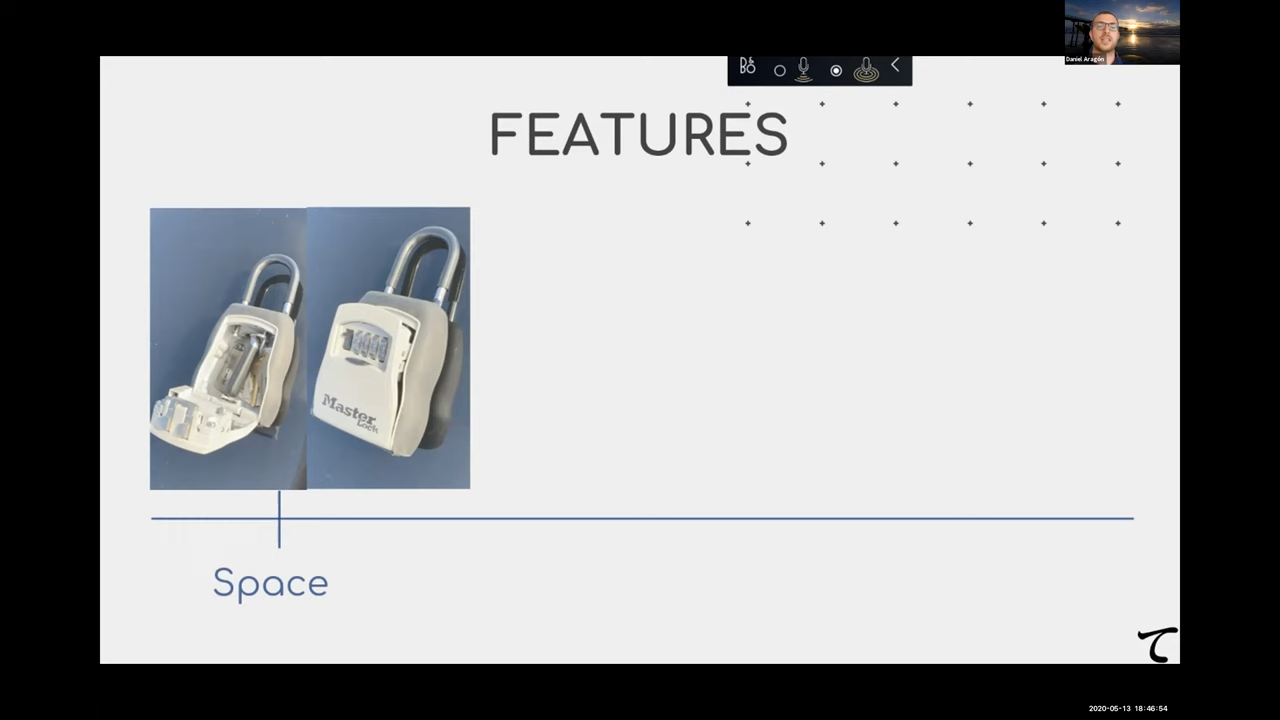 Daniel Aragón
B&O
FEATURES
Master
Lock
Space
τ
2020-05-13 18:46:54